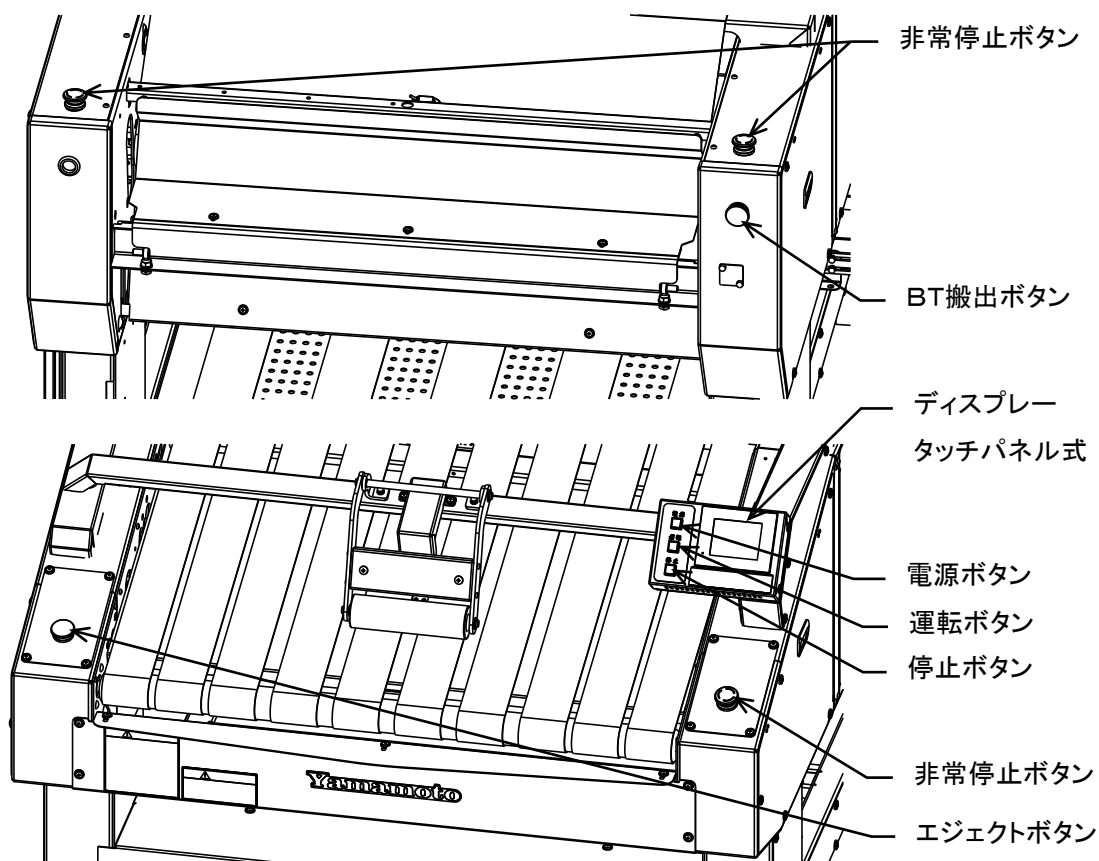 非常停止ボタン
BT搬出ボタン
ディスプレー
タッチパネル式
電源ボタン
運転ボタン
停止ボタン
非常停止ボタン
Yamamoto
エジェクトボタン